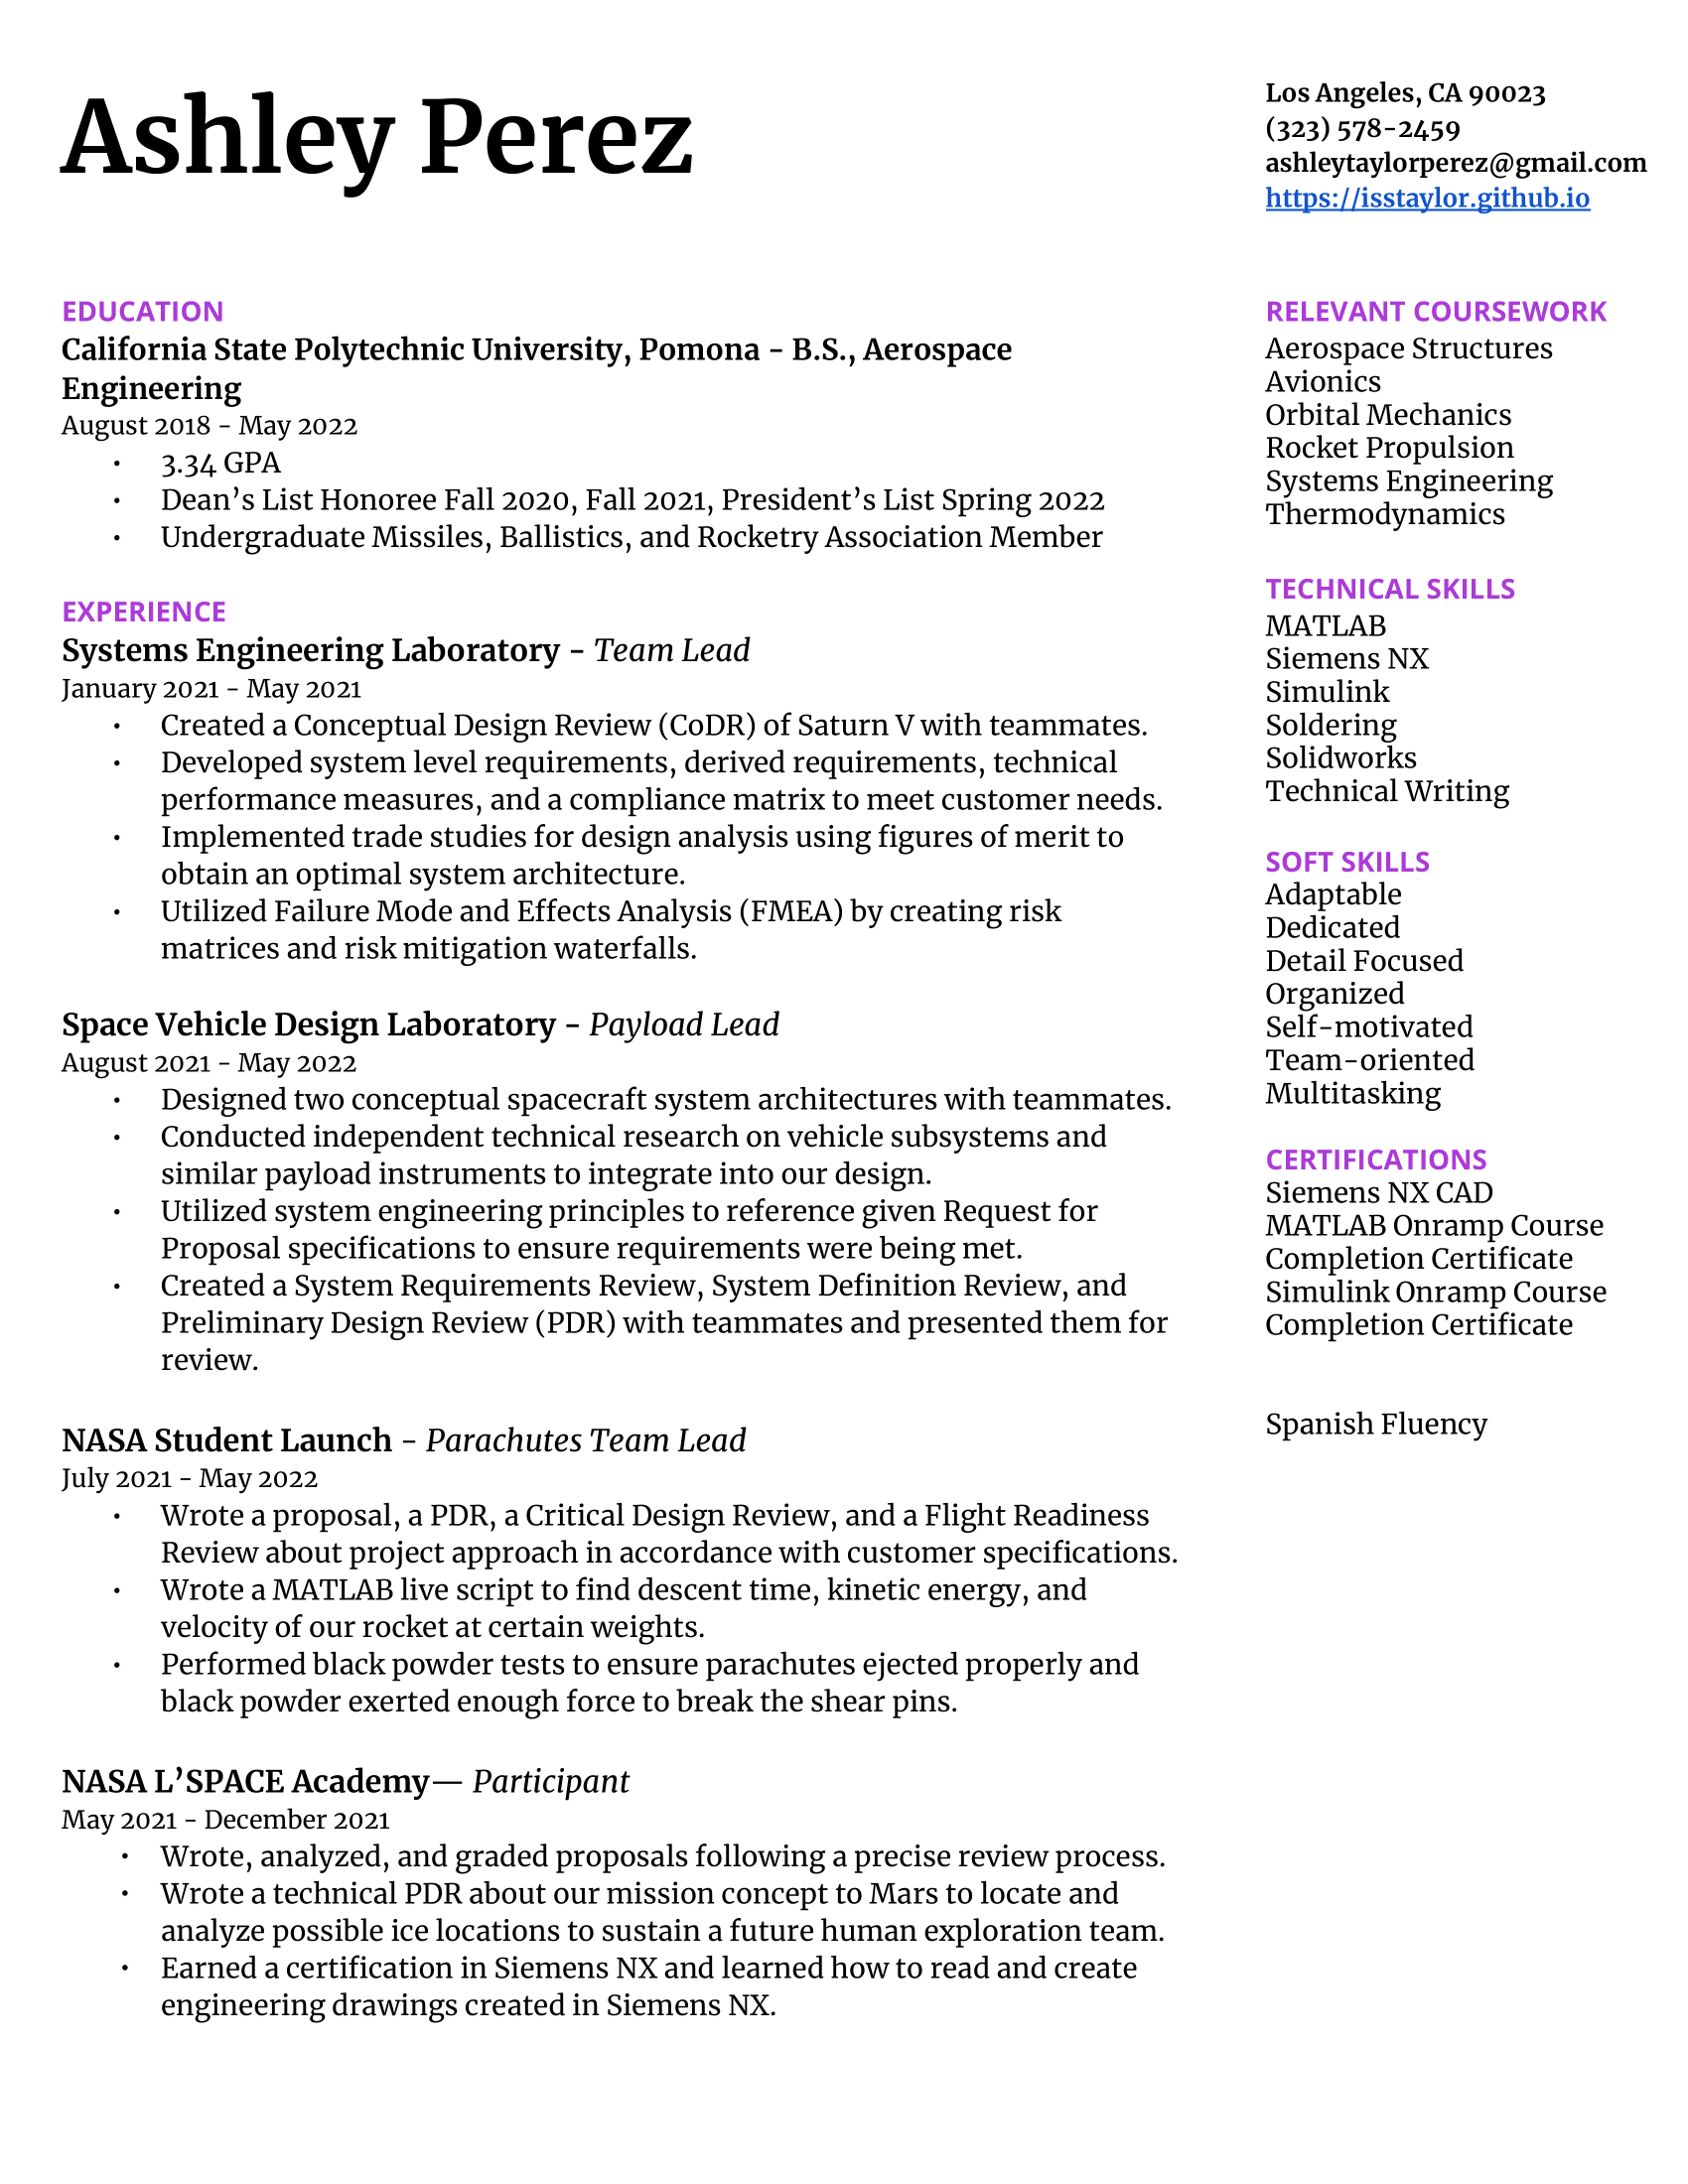 Ashley Perez
Los Angeles, CA 90023
(323) 578-2459
ashleytaylorperez@gmail.com
https://isstaylor.github.io
EDUCATION
California State Polytechnic University, Pomona - B.S., Aerospace
Engineering
August 2018 - May 2022
• 3.34 GPA
• Dean’s List Honoree Fall 2020, Fall 2021, President’s List Spring 2022
• Undergraduate Missiles, Ballistics, and Rocketry Association Member
EXPERIENCE
Systems Engineering Laboratory - Team Lead
January 2021 - May 2021
• Created a Conceptual Design Review (CoDR) of Saturn V with teammates.
• Developed system level requirements, derived requirements, technical
performance measures, and a compliance matrix to meet customer needs.
• Implemented trade studies for design analysis using figures of merit to
obtain an optimal system architecture.
• Utilized Failure Mode and Effects Analysis (FMEA) by creating risk
matrices and risk mitigation waterfalls.
Space Vehicle Design Laboratory - Payload Lead
August 2021 - May 2022
• Designed two conceptual spacecraft system architectures with teammates.
• Conducted independent technical research on vehicle subsystems and
similar payload instruments to integrate into our design.
• Utilized system engineering principles to reference given Request for
Proposal specifications to ensure requirements were being met.
• Created a System Requirements Review, System Definition Review, and
Preliminary Design Review (PDR) with teammates and presented them for
review.
NASA Student Launch - Parachutes Team Lead
July 2021 - May 2022
• Wrote a proposal, a PDR, a Critical Design Review, and a Flight Readiness
Review about project approach in accordance with customer specifications.
• Wrote a MATLAB live script to find descent time, kinetic energy, and
velocity of our rocket at certain weights.
• Performed black powder tests to ensure parachutes ejected properly and
black powder exerted enough force to break the shear pins.
NASA L’SPACE Academy— Participant
May 2021 - December 2021
• Wrote, analyzed, and graded proposals following a precise review process.
• Wrote a technical PDR about our mission concept to Mars to locate and
analyze possible ice locations to sustain a future human exploration team.
• Earned a certification in Siemens NX and learned how to read and create
engineering drawings created in Siemens NX.
RELEVANT COURSEWORK
Aerospace Structures
Avionics
Orbital Mechanics
Rocket Propulsion
Systems Engineering
Thermodynamics
TECHNICAL SKILLS
MATLAB
Siemens NX
Simulink
Soldering
Solidworks
Technical Writing
SOFT SKILLS
Adaptable
Dedicated
Detail Focused
Organized
Self-motivated
Team-oriented
Multitasking
CERTIFICATIONS
Siemens NX CAD
MATLAB Onramp Course
Completion Certificate
Simulink Onramp Course
Completion Certificate
Spanish Fluency